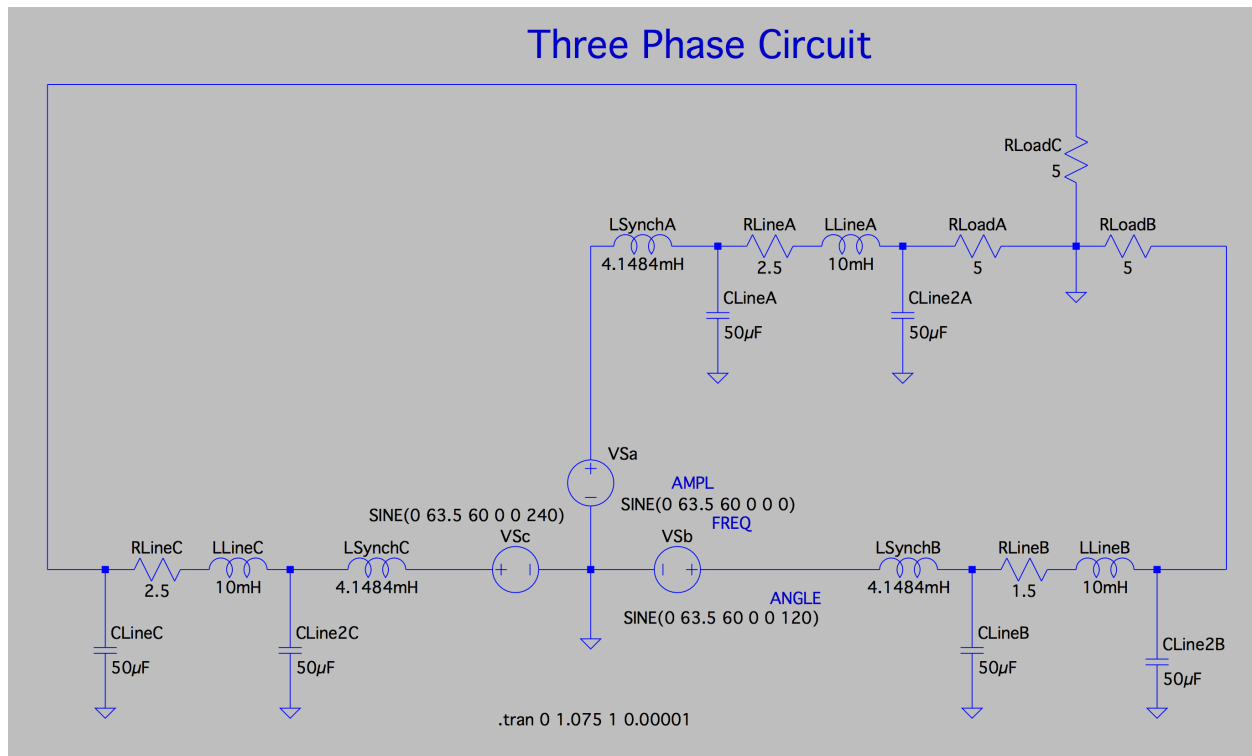 Three Phase Circuit
RLoadC
5
LSynchA
4.1484mH
RLineA
2.5
LLineA
10mH
RLoadA
5
RLoadB
5
CLineA
50µF
CLine2A
50µF
VSa
+
–
AMPL
SINE(0 63.5 60 0 0 0)
FREQ
SINE(0 63.5 60 0 0 240)
VSc
+ –
VSb
– +
ANGLE
SINE(0 63.5 60 0 0 120)
RLineC
2.5
LLineC
10mH
LSynchC
4.1484mH
LSynchB
4.1484mH
RLineB
1.5
LLineB
10mH
CLineC
50µF
CLine2C
50µF
CLineB
50µF
CLine2B
50µF
.tran 0 1.075 1 0.00001